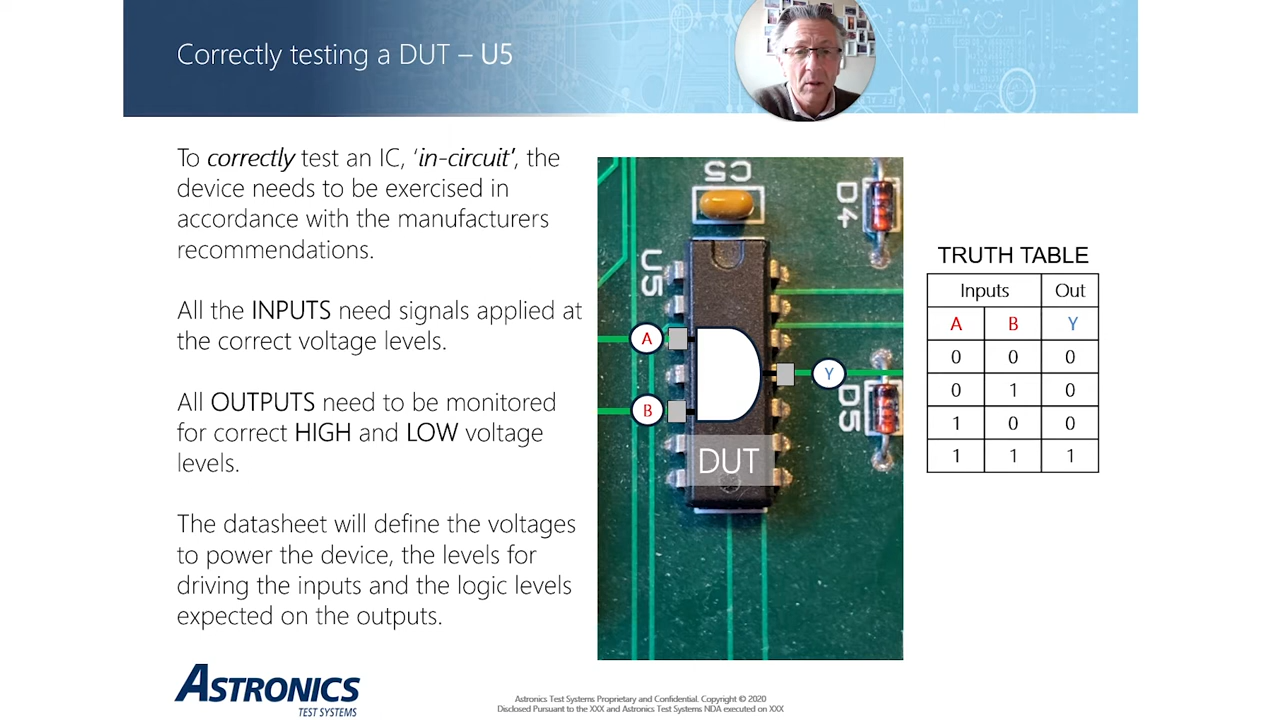 Correctly testing a DUT – U5
To correctly test an IC, ‘in-circuit’, the
device needs to be exercised in
accordance with the manufacturers
recommendations.
All the INPUTS need signals applied at
the correct voltage levels.
All OUTPUTS need to be monitored
for correct HIGH and LOW voltage
levels.
The datasheet will define the voltages
to power the device, the levels for
driving the inputs and the logic levels
expected on the outputs.
C5
D4
U5
A
Y
B
D5
DUT
TRUTH TABLE
Inputs Out
A B Y
0 0 0
0 1 0
1 0 0
1 1 1
ASTRONICS
TEST SYSTEMS
Astronics Test Systems Proprietary and Confidential. Copyright © 2020
Disclosed Pursuant to the XXX and Astronics Test Systems NDA executed on XXX